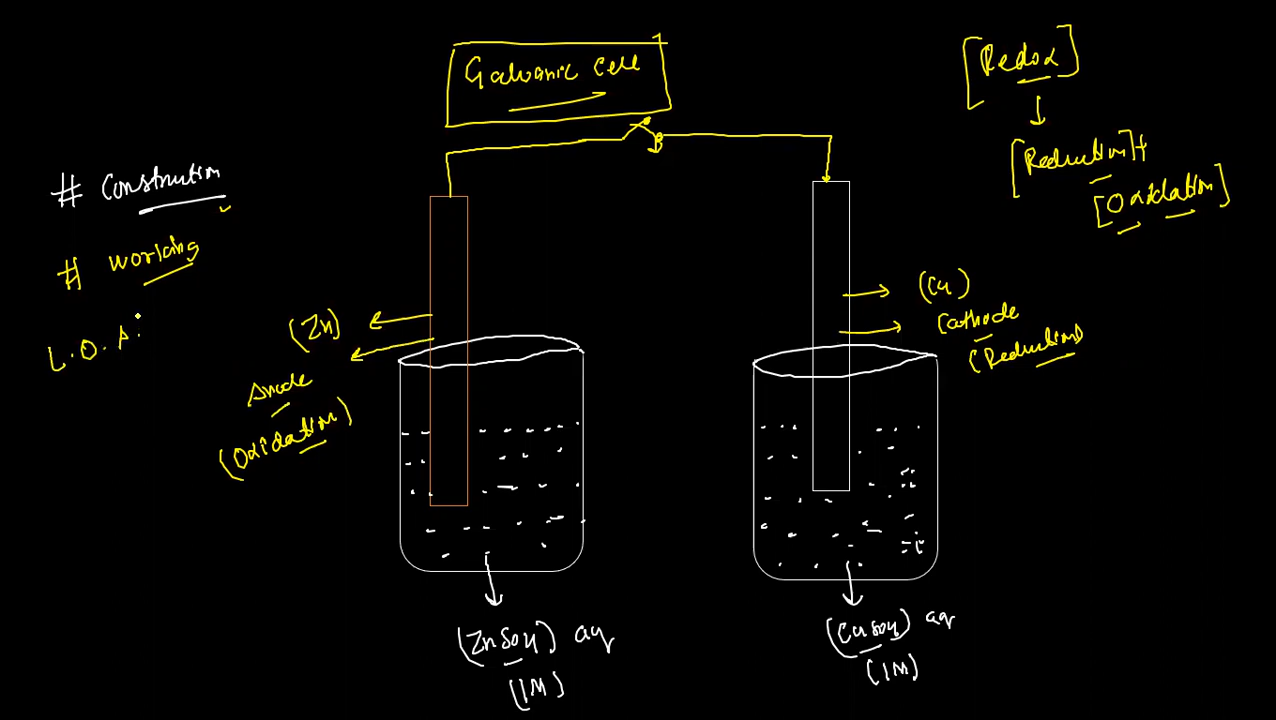 Galvanic cell
[Redox]
[Reduction]+
[Oxidation]
# Construction
# Working
L.O.A
(Zn)
Anode
(Oxidation)
(Cu)
Cathode
(Reduction)
(ZnSO4) aq
(1M)
(CuSO4) aq
(1M)